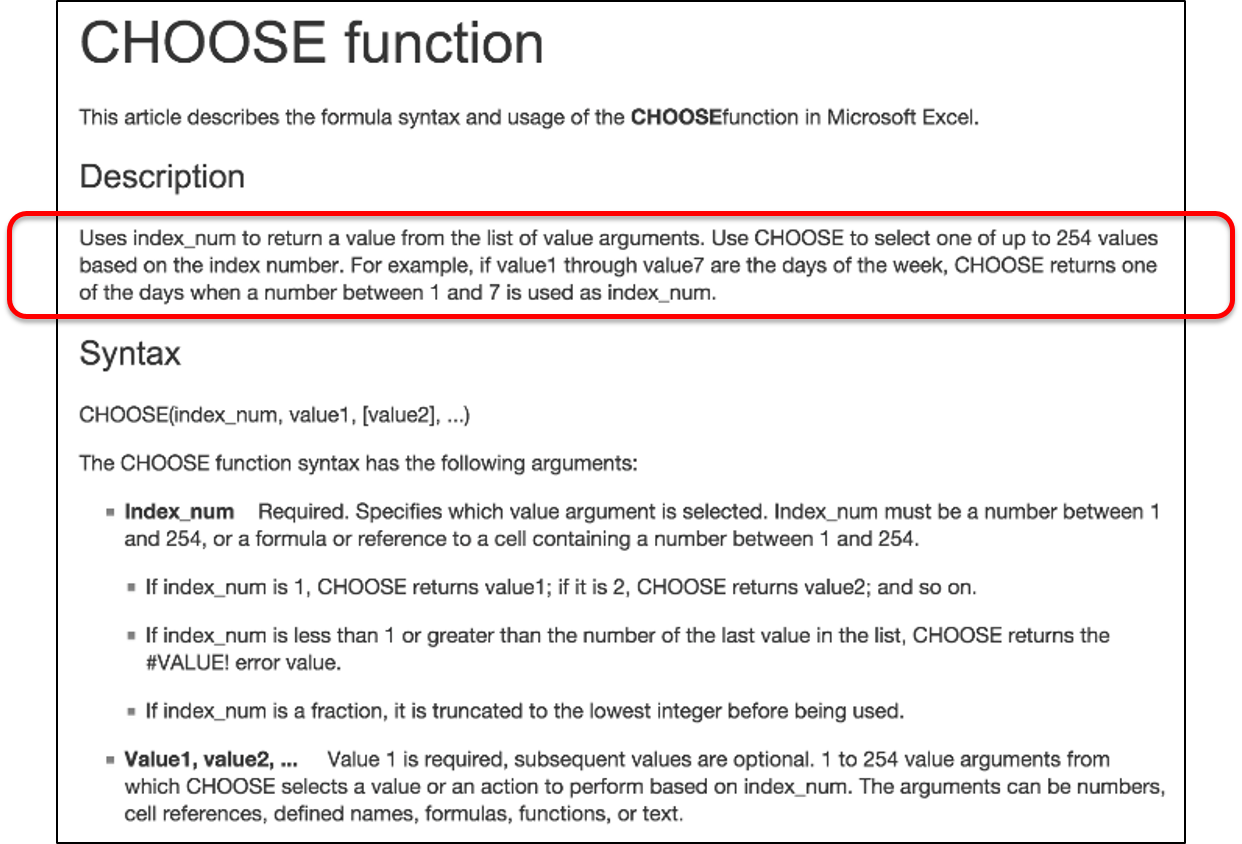 CHOOSE function
This article describes the formula syntax and usage of the CHOOSEfunction in Microsoft Excel.
Description
Uses index_num to return a value from the list of value arguments. Use CHOOSE to select one of up to 254 values
based on the index number. For example, if value1 through value7 are the days of the week, CHOOSE returns one
of the days when a number between 1 and 7 is used as index_num.
Syntax
CHOOSE(index_num, value1, [value2], ...)
The CHOOSE function syntax has the following arguments:
Index_num Required. Specifies which value argument is selected. Index_num must be a number between 1
and 254, or a formula or reference to a cell containing a number between 1 and 254.
If index_num is 1, CHOOSE returns value1; if it is 2, CHOOSE returns value2; and so on.
If index_num is less than 1 or greater than the number of the last value in the list, CHOOSE returns the
#VALUE! error value.
If index_num is a fraction, it is truncated to the lowest integer before being used.
Value1, value2, ... Value 1 is required, subsequent values are optional. 1 to 254 value arguments from
which CHOOSE selects a value or an action to perform based on index_num. The arguments can be numbers,
cell references, defined names, formulas, functions, or text.